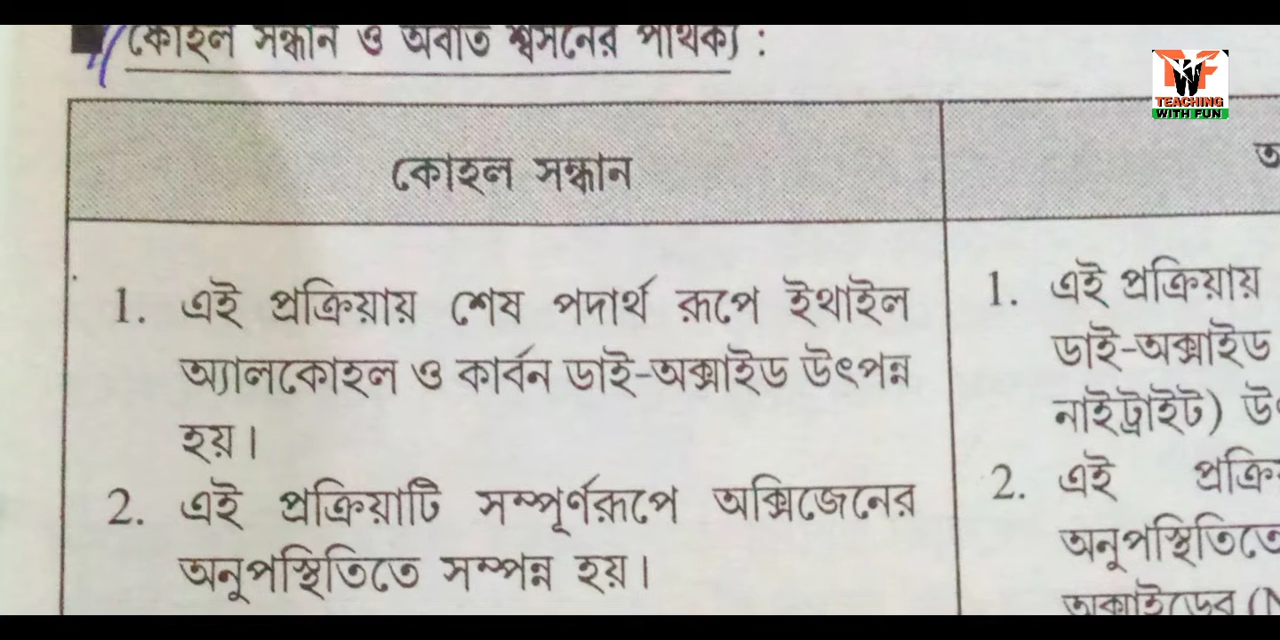 কোহল সন্ধান ও অবাত শ্বসনের পার্থক্য :
TEACHING
WITH FUN
কোহল সন্ধান
1. এই প্রক্রিয়ায় শেষ পদার্থ রূপে ইথাইল
অ্যালকোহল ও কার্বন ডাই-অক্সাইড উৎপন্ন
হয়।
2. এই প্রক্রিয়াটি সম্পূর্ণরূপে অক্সিজেনের
অনুপস্থিতিতে সম্পন্ন হয়।
1. এই প্রক্রিয়ায়
ডাই-অক্সাইড
নাইট্রাইট)
2. এই
অনুপস্থিতিতে